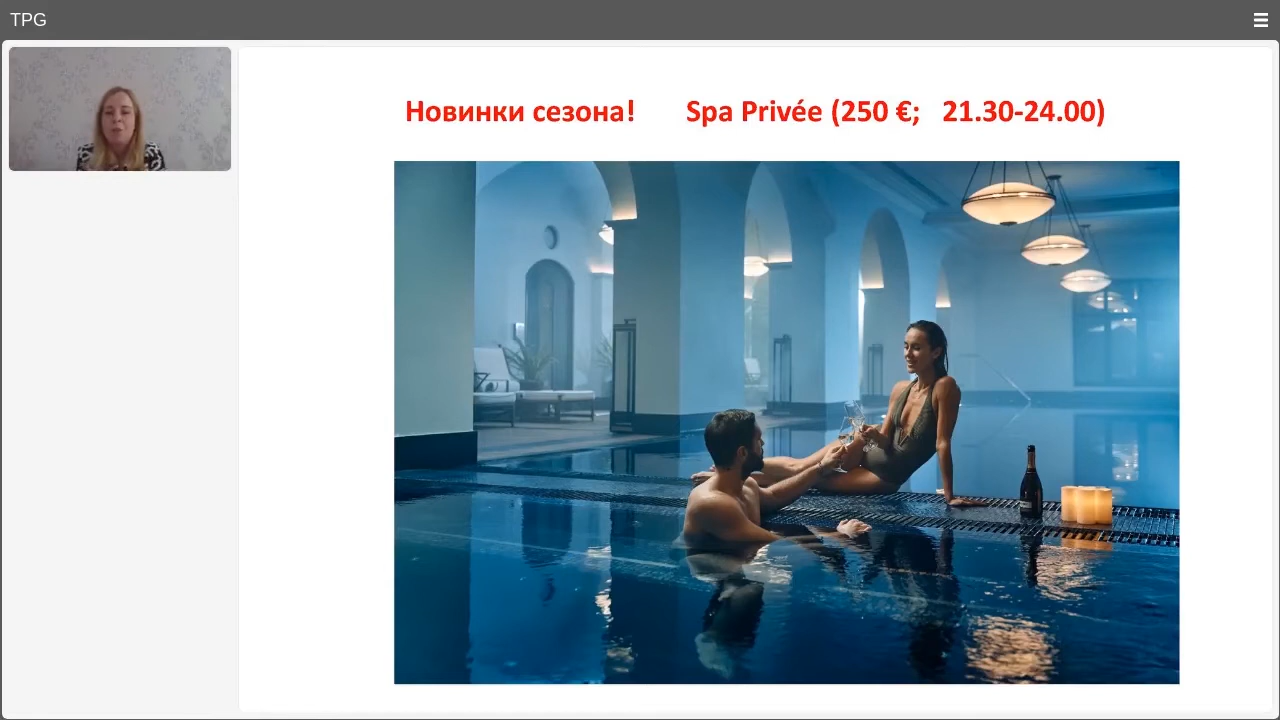 TPG
Новинки сезона! Spa Privée (250 €; 21.30-24.00)